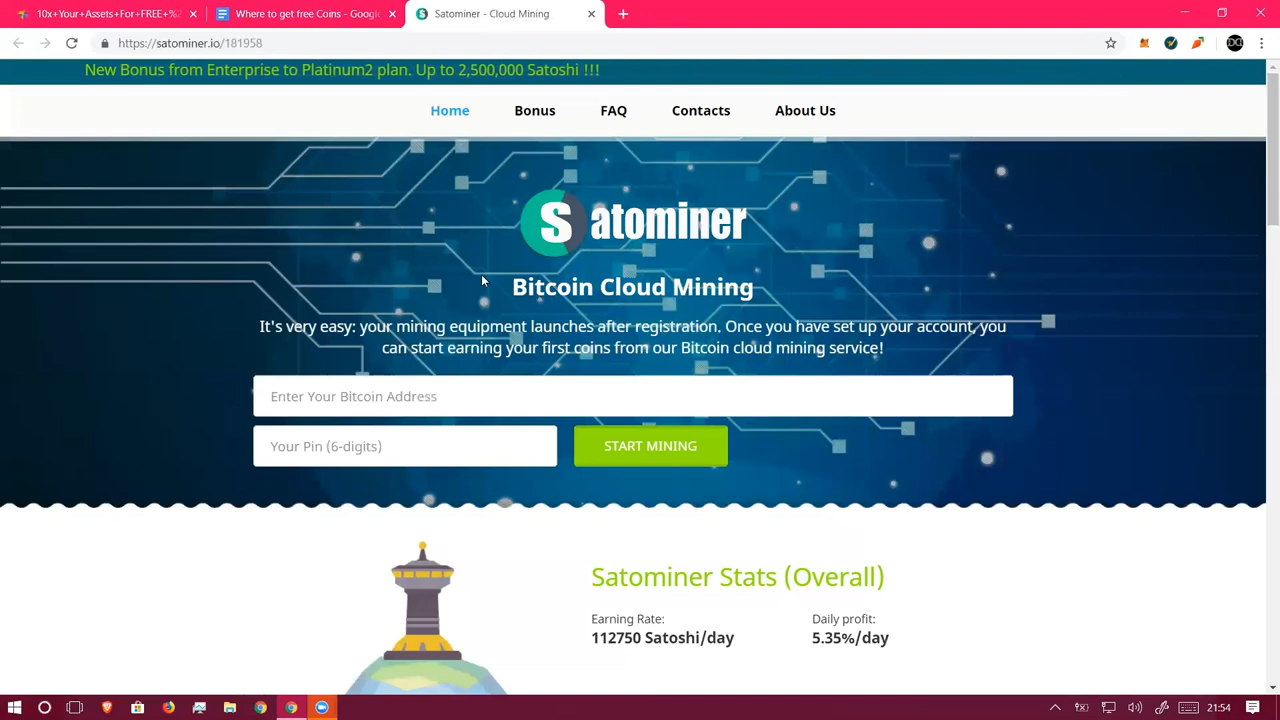 10x+Your+Assets+For+FREE+%2
Where to get free Coins - Google
Satominer - Cloud Mining
https://satominer.io/181958
New Bonus from Enterprise to Platinum2 plan. Up to 2,500,000 Satoshi !!!
Home Bonus FAQ Contacts About Us
Satominer
Bitcoin Cloud Mining
It's very easy: your mining equipment launches after registration. Once you have set up your account, you
can start earning your first coins from our Bitcoin cloud mining service!
Enter Your Bitcoin Address
Your Pin (6-digits) START MINING
Satominer Stats (Overall)
Earning Rate: Daily profit:
112750 Satoshi/day 5.35%/day
21:54